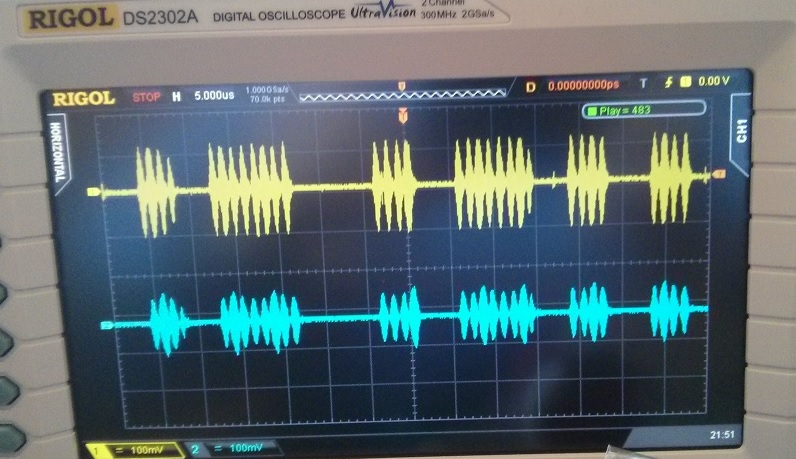 RIGOL DS2302A DIGITAL OSCILLOSCOPE UltraVision 2 Channel 300MHz 2GSa/s
RIGOL STOP H 5.000us 1.000GSa/s 70.0k pts D 0.00000000ps T 0.00 V
Play= 483
HORIZONTAL
CH1
1 = 100mV 2 = 100mV
21:51